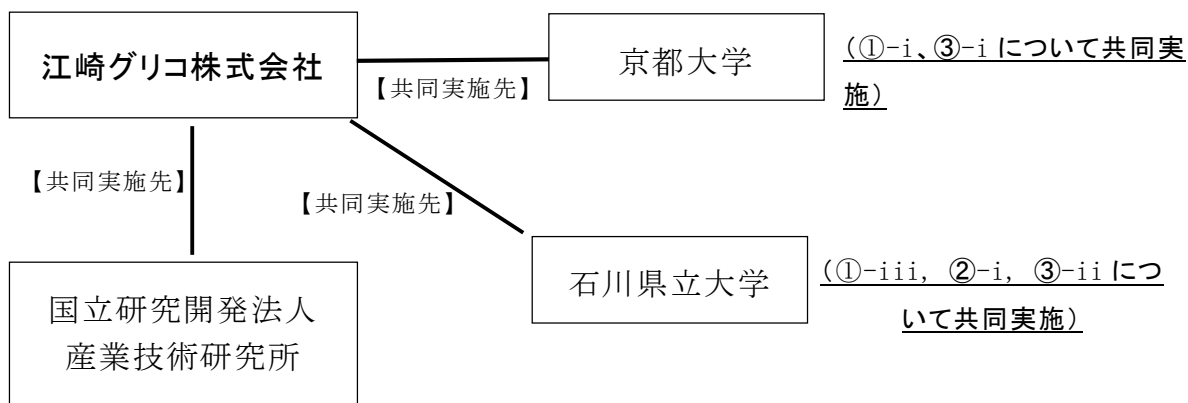 江崎グリコ株式会社
京都大学
(①-i、③-i について共同実
施)
【共同実施先】
【共同実施先】
【共同実施先】
石川県立大学
(①-iii, ②-i, ③-ii につ
いて共同実施)
国立研究開発法人
産業技術研究所